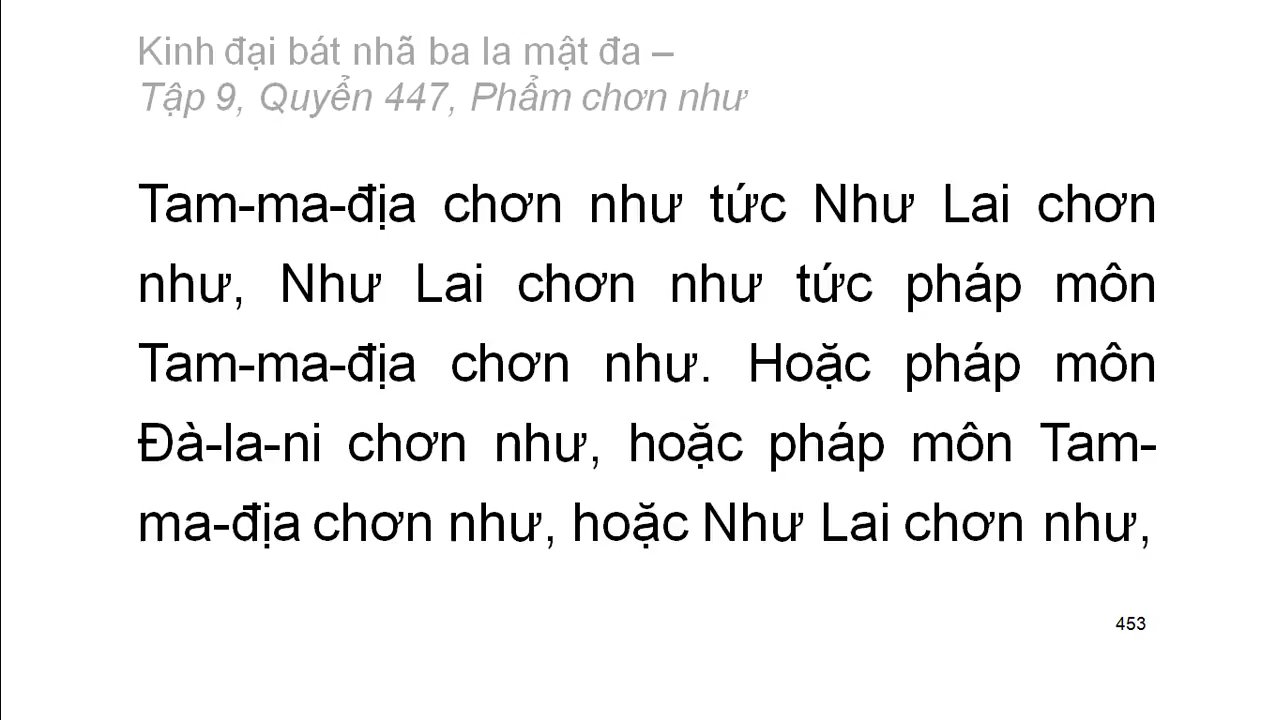 Kinh đại bát nhã ba la mật đa –
Tập 9, Quyển 447, Phẩm chơn như
Tam-ma-địa chơn như tức Như Lai chơn
như, Như Lai chơn như tức pháp môn
Tam-ma-địa chơn như. Hoặc pháp môn
Đà-la-ni chơn như, hoặc pháp môn Tam-
ma-địa chơn như, hoặc Như Lai chơn như,
453